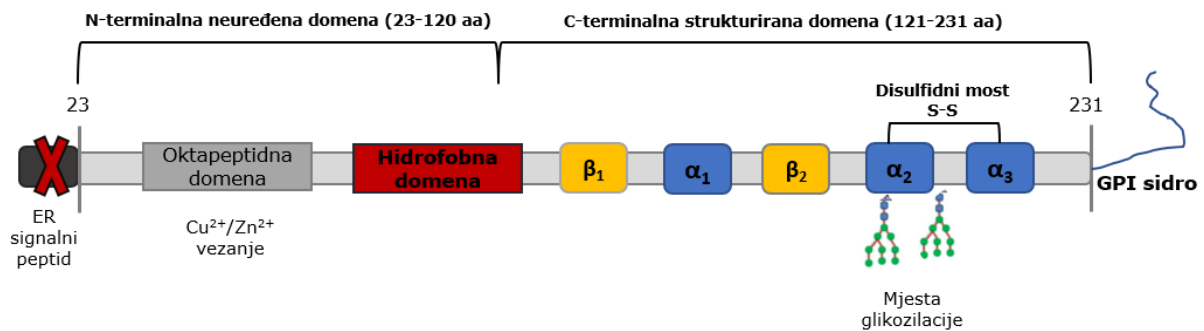 N-terminalna neuređena domena (23-120 aa)
C-terminalna strukturirana domena (121-231 aa)
23
Disulfidni most
S-S
231
Oktapeptidna
domena
Hidrofobna
domena
β₁
α₁
β₂
α₂
α₃
GPI sidro
ER
signalni
peptid
Cu²⁺/Zn²⁺
vezanje
Mjesta
glikozilacije